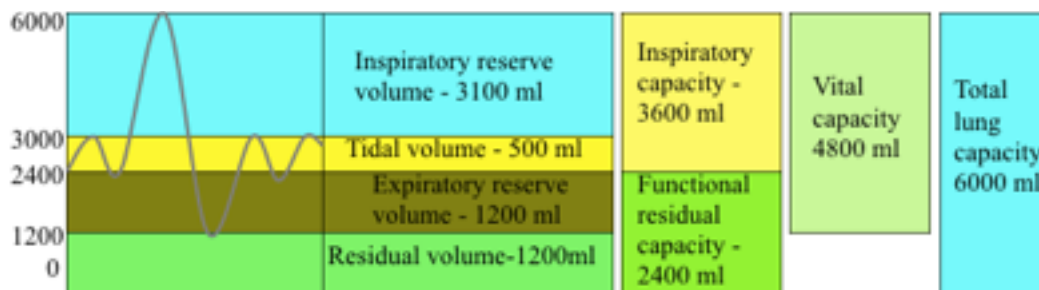 6000
3000
2400
1200
0
Inspiratory reserve
volume - 3100 ml
Tidal volume - 500 ml
Expiratory reserve
volume - 1200 ml
Residual volume-1200ml
Inspiratory
capacity -
3600 ml
Functional
residual
capacity -
2400 ml
Vital
capacity
4800 ml
Total
lung
capacity
6000 ml